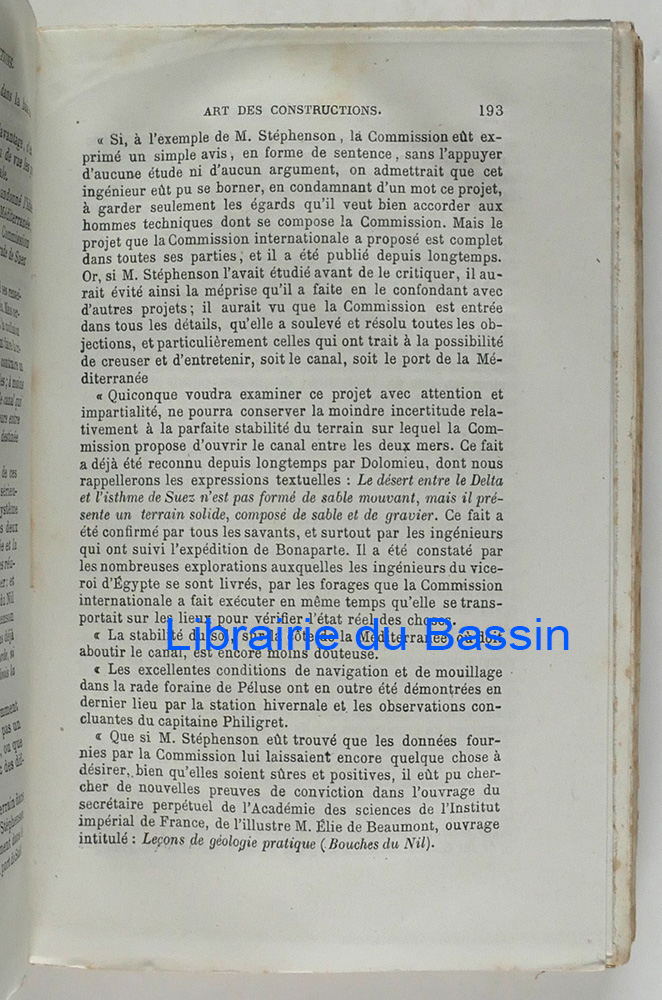 ART DES CONSTRUCTIONS. 193
« Si, à l'exemple de M. Stéphenson, la Commission eût ex-
primé un simple avis, en forme de sentence, sans l'appuyer
d'aucune étude ni d'aucun argument, on admettrait que cet
ingénieur eût pu se borner, en condamnant d'un mot ce projet,
à garder seulement les égards qu'il veut bien accorder aux
hommes techniques dont se compose la Commission. Mais le
projet que la Commission internationale a proposé est complet
dans toutes ses parties, et il a été publié depuis longtemps.
Or, si M. Stéphenson l'avait étudié avant de le critiquer, il au-
rait évité ainsi la méprise qu'il a faite en le confondant avec
d'autres projets; il aurait vu que la Commission est entrée
dans tous les détails, qu'elle a soulevé et résolu toutes les ob-
jections, et particulièrement celles qui ont trait à la possibilité
de creuser et d'entretenir, soit le canal, soit le port de la Mé-
diterranée
« Quiconque voudra examiner ce projet avec attention et
impartialité, ne pourra conserver la moindre incertitude rela-
tivement à la parfaite stabilité du terrain sur lequel la Com-
mission propose d'ouvrir le canal entre les deux mers. Ce fait
a déjà été reconnu depuis longtemps par Dolomieu, dont nous
rappellerons les expressions textuelles : Le désert entre le Delta
et l'isthme de Suez n'est pas formé de sable mouvant, mais il pré-
sente un terrain solide, composé de sable et de gravier. Ce fait a
été confirmé par tous les savants, et surtout par les ingénieurs
qui ont suivi l'expédition de Bonaparte. Il a été constaté par
les nombreuses explorations auxquelles les ingénieurs du vice-
roi d'Égypte se sont livrés, par les forages que la Commission
internationale a fait exécuter en même temps qu'elle se trans-
portait sur les lieux pour vérifier l'état réel des choses.
« La stabilité du sol sur la côte de la Méditerranée, où doit
aboutir le canal, est encore moins douteuse.
Librairie du Bassin
« Les excellentes conditions de navigation et de mouillage
dans la rade foraine de Péluse ont en outre été démontrées en
dernier lieu par la station hivernale et les observations con-
cluantes du capitaine Philigret.
« Que si M. Stéphenson eût trouvé que les données four-
nies par la Commission lui laissaient encore quelque chose à
désirer, bien qu'elles soient sûres et positives, il eût pu cher-
cher de nouvelles preuves de conviction dans l'ouvrage du
secrétaire perpétuel de l'Académie des sciences de l'Institut
impérial de France, de l'illustre M. Élie de Beaumont, ouvrage
intitulé : Leçons de géologie pratique (Bouches du Nil).